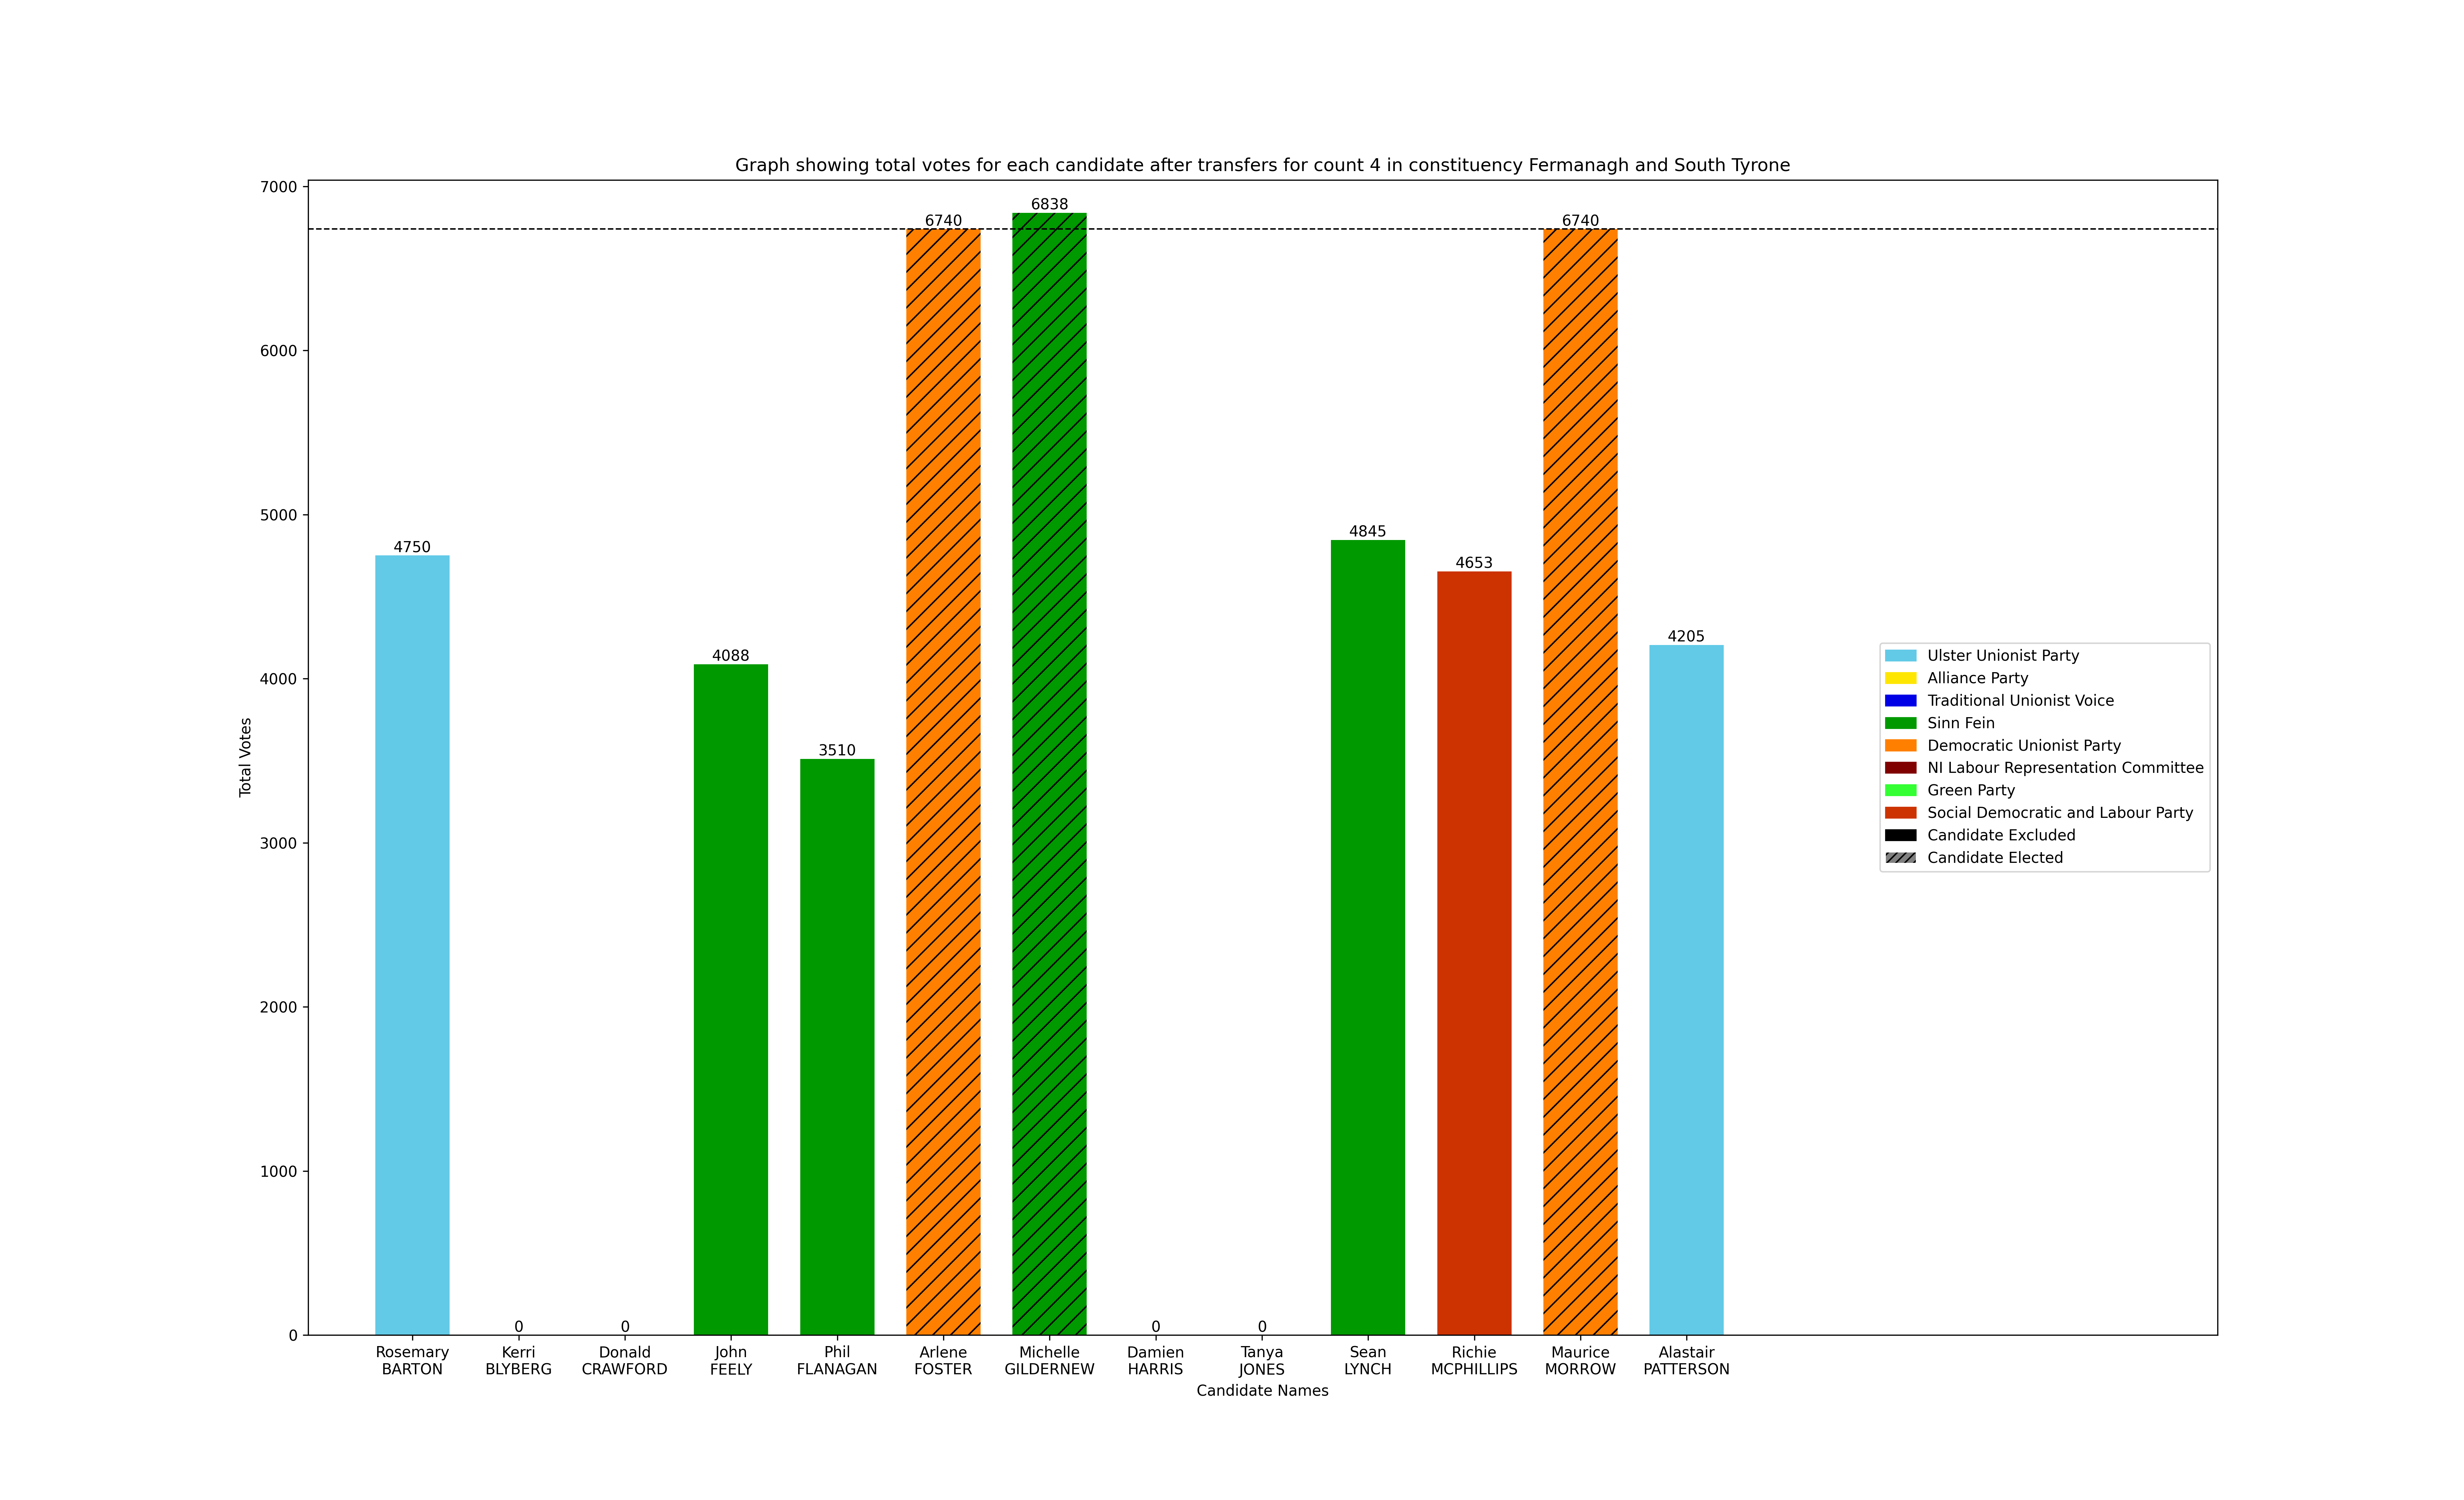 Graph showing total votes for each candidate after transfers for count 4 in constituency Fermanagh and South Tyrone
Total Votes
7000
6000
5000
4000
3000
2000
1000
0
4750
0
0
4088
3510
6740
6838
0
0
4845
4653
6740
4205
Rosemary
BARTON
Kerri
BLYBERG
Donald
CRAWFORD
John
FEELY
Phil
FLANAGAN
Arlene
FOSTER
Michelle
GILDERNEW
Damien
HARRIS
Tanya
JONES
Sean
LYNCH
Richie
MCPHILLIPS
Maurice
MORROW
Alastair
PATTERSON
Candidate Names
Ulster Unionist Party
Alliance Party
Traditional Unionist Voice
Sinn Fein
Democratic Unionist Party
NI Labour Representation Committee
Green Party
Social Democratic and Labour Party
Candidate Excluded
Candidate Elected